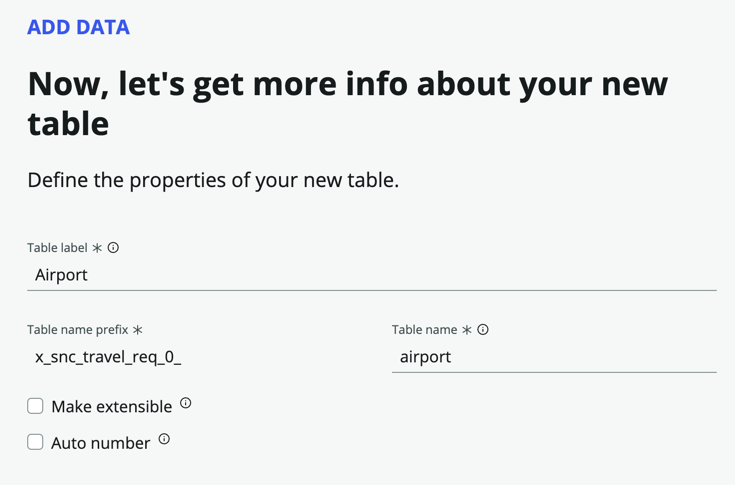 ADD DATA
Now, let's get more info about your new
table
Define the properties of your new table.
Table label *
Airport
Table name prefix *
Table name *
x_snc_travel_req_0_
airport
Make extensible
Auto number